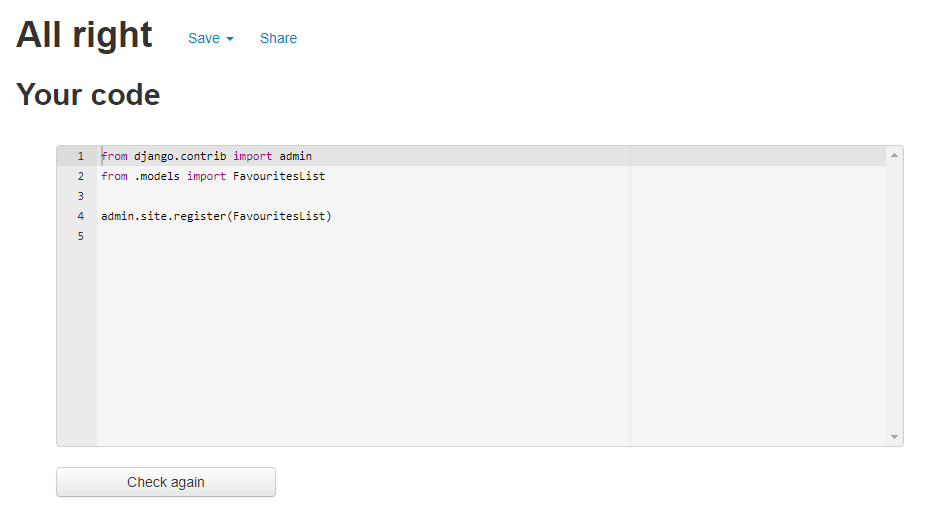 All right Save Share
Your code
1 from django.contrib import admin
2 from .models import FavouritesList
3
4 admin.site.register(FavouritesList)
5
Check again